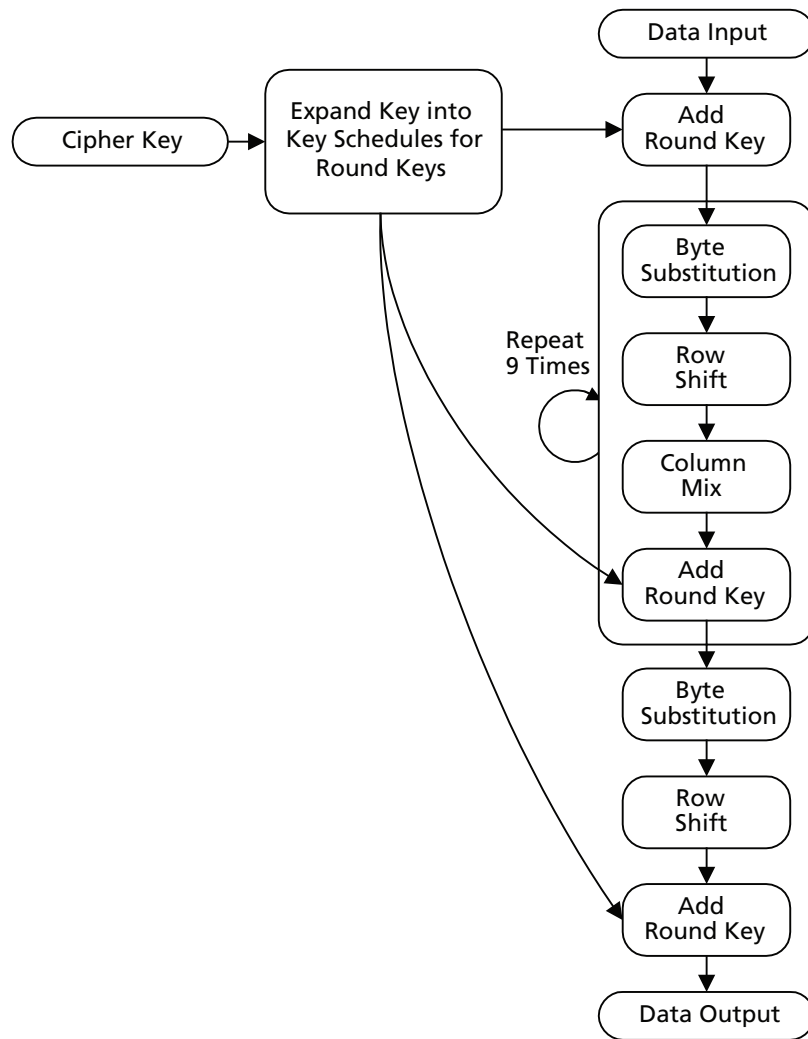 Data Input
Cipher Key
Expand Key into
Key Schedules for
Round Keys
Add
Round Key
Byte
Substitution
Repeat
9 Times
Row
Shift
Column
Mix
Add
Round Key
Byte
Substitution
Row
Shift
Add
Round Key
Data Output